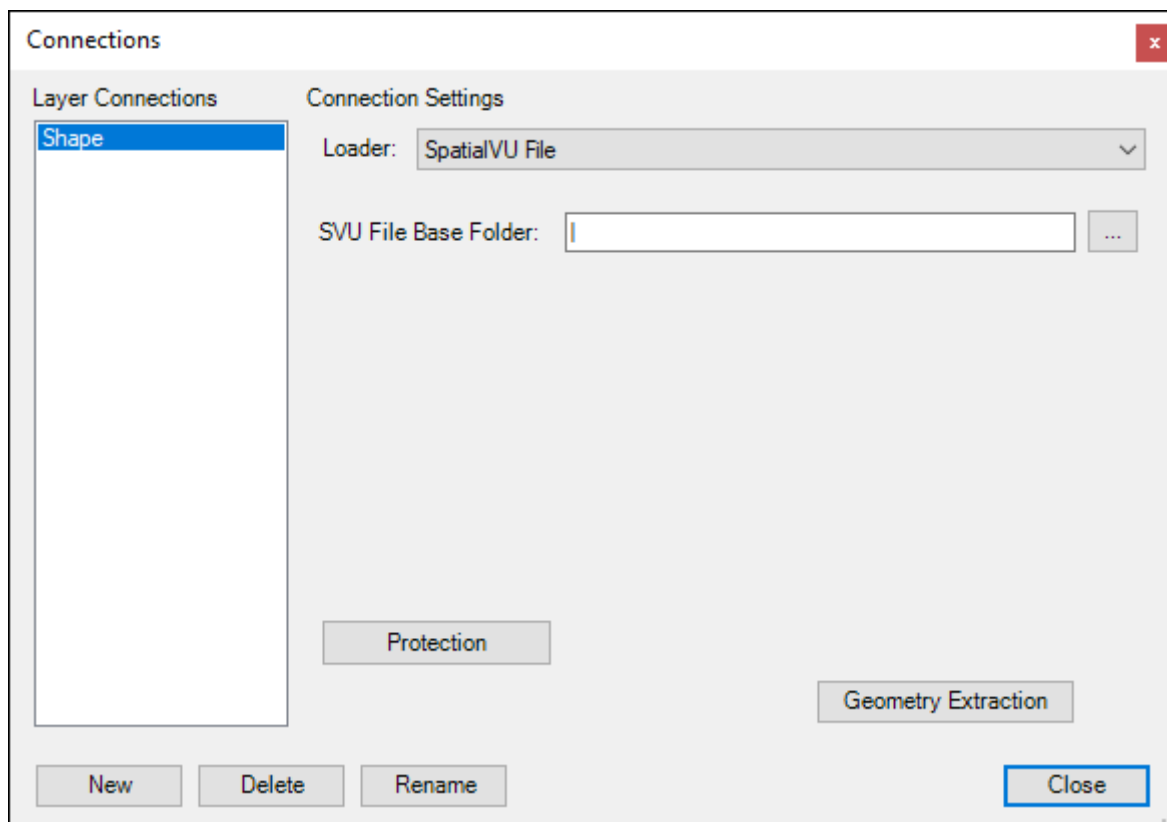 Connections
x
Layer Connections
Connection Settings
Shape
Loader: SpatialVU File
SVU File Base Folder: ...
Protection
Geometry Extraction
New Delete Rename Close